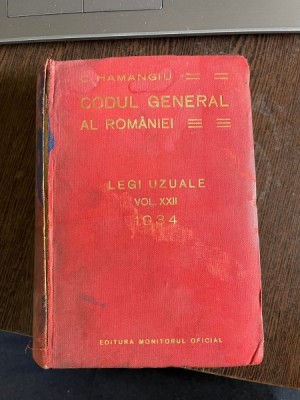 C. HAMANGIU
CODUL GENERAL
AL ROMÂNIEI
LEGI UZUALE
VOL. XXII
1934
EDITURA MONITORUL OFICIAL